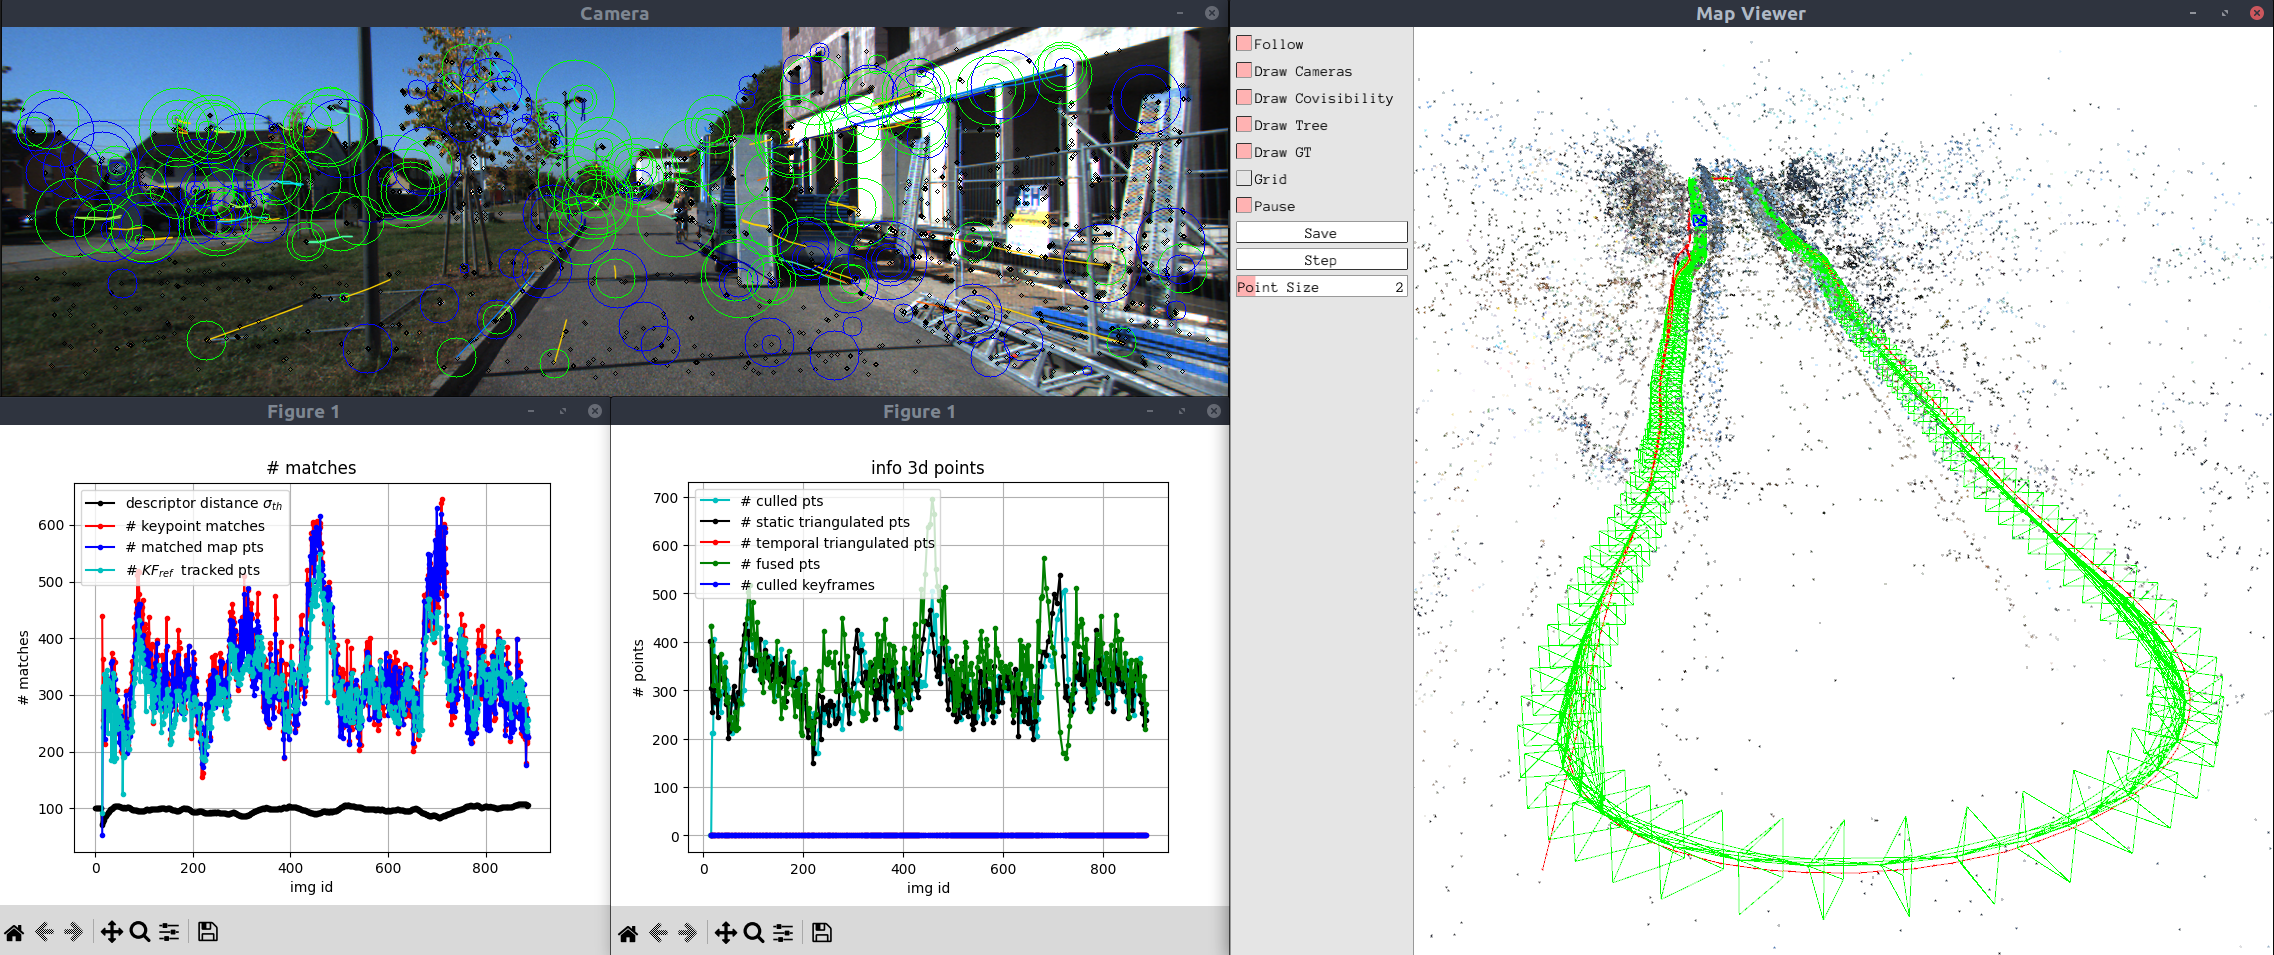 Camera
Map Viewer
Follow
Draw Cameras
Draw Covisibility
Draw Tree
Draw GT
Grid
Pause
Save
Step
Point Size 2
Figure 1
# matches
600
500
400
300
200
100
# matches
descriptor distance σth
# keypoint matches
# matched map pts
# KFref tracked pts
0 200 400 600 800
img id
Figure 1
info 3d points
700
600
500
400
300
200
100
0
# points
# culled pts
# static triangulated pts
# temporal triangulated pts
# fused pts
# culled keyframes
0 200 400 600 800
img id